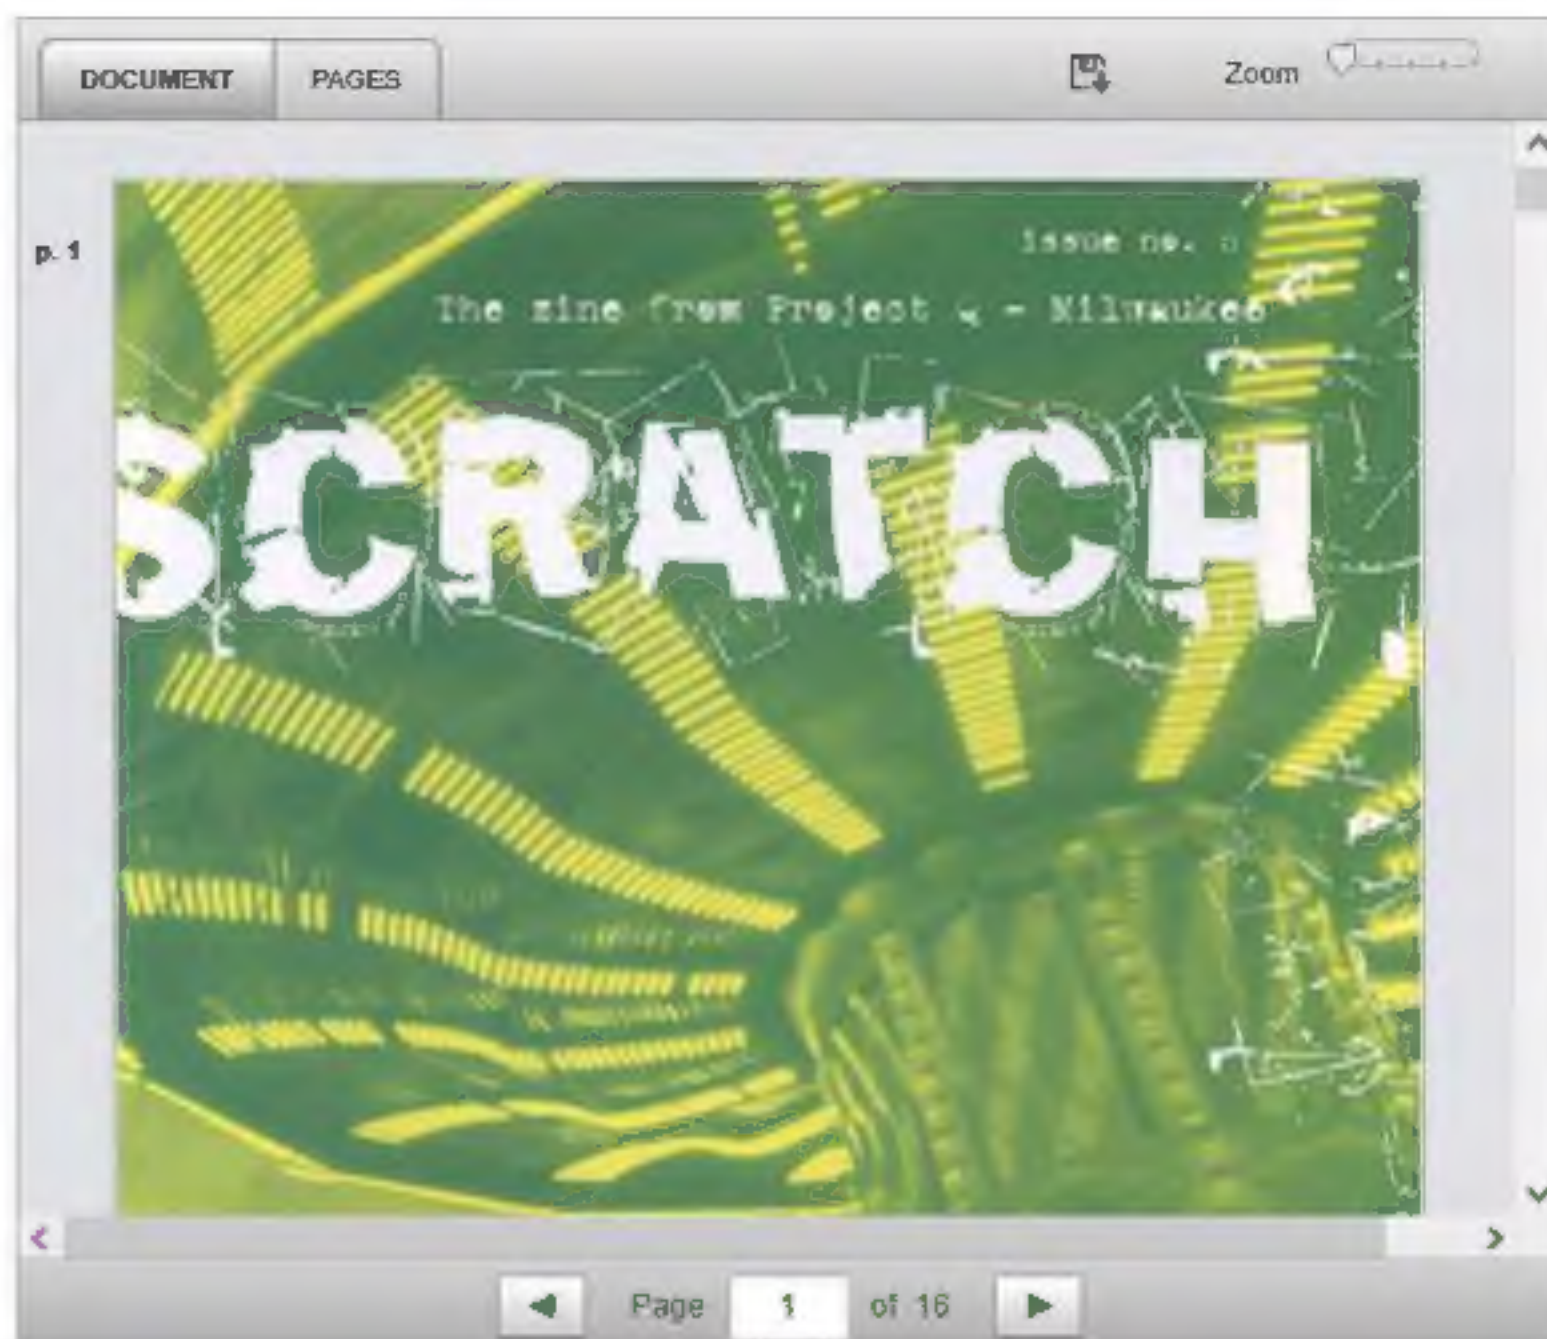 DOCUMENT PAGES Zoom
p. 1
issue no.
The zine from Project Q - Milwaukee
SCRATCH
Page 1 of 16